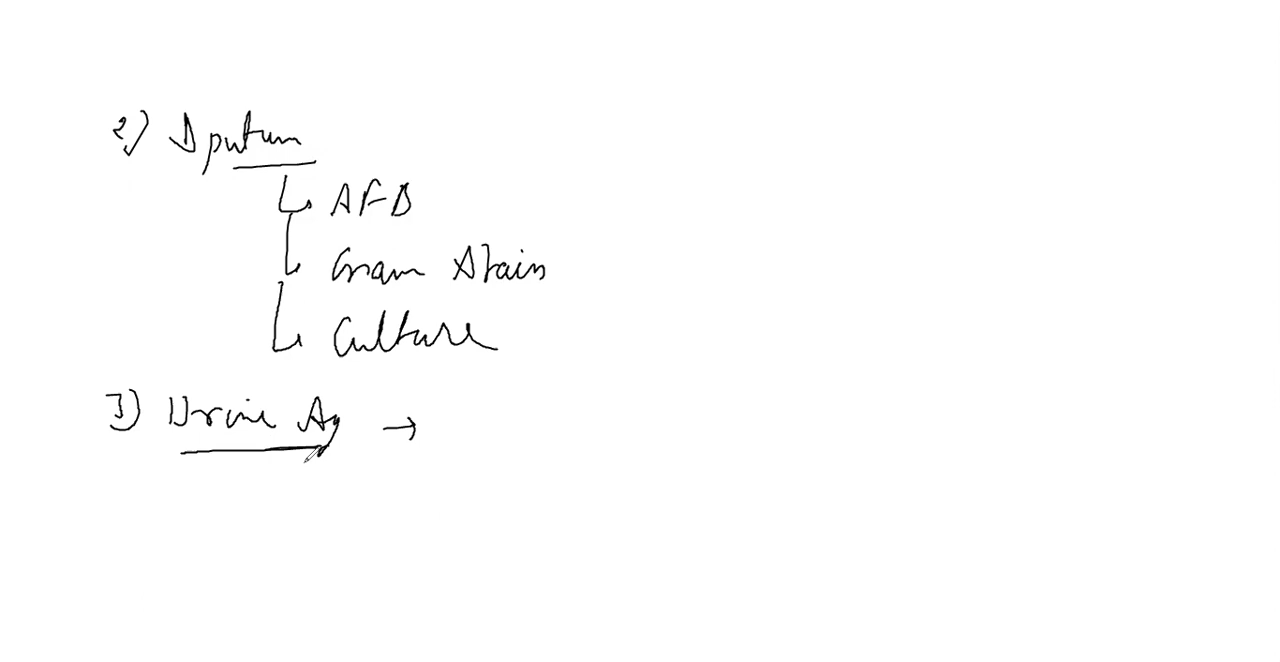 2) Sputum
↳ AFB
↳ Gram Stain
↳ Culture
3) Urine Ag →